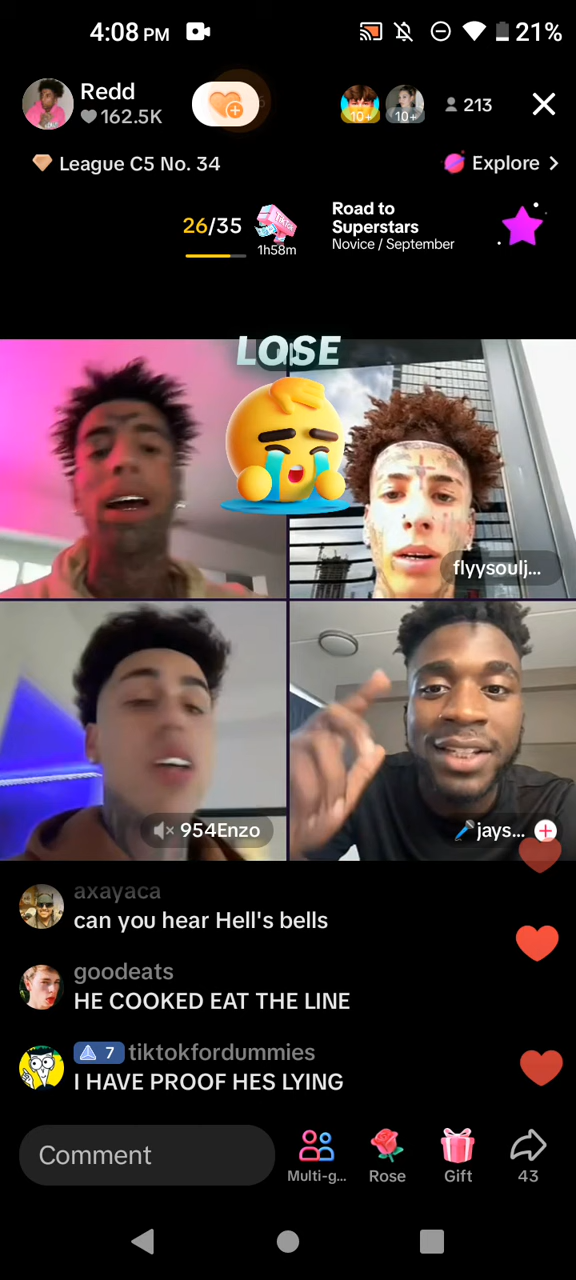 4:08 PM
21%
Redd
162.5K
10+
10+
213
League C5 No. 34
Explore
26/35
1h58m
Road to
Superstars
Novice / September
LOSE
flyysoulj...
954Enzo
jays...
axayaca
can you hear Hell's bells
goodeats
HE COOKED EAT THE LINE
7 tiktokfordummies
I HAVE PROOF HES LYING
Comment
Multi-g...
Rose
Gift
43